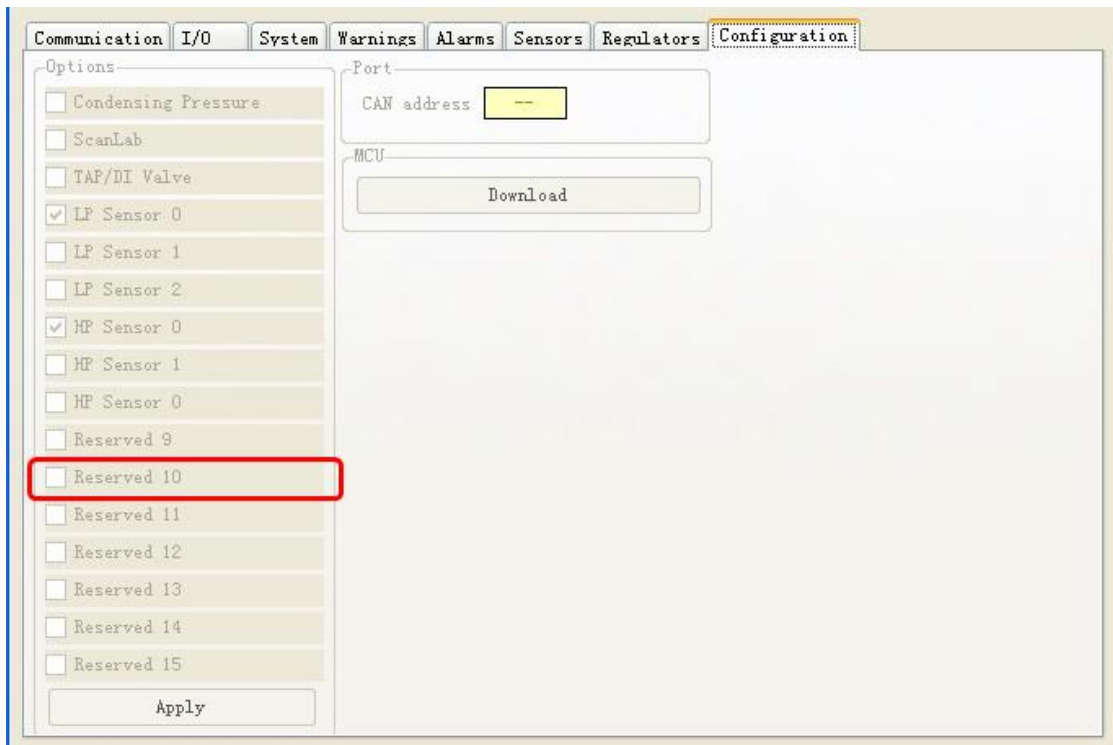 Communication I/O System Warnings Alarms Sensors Regulators Configuration
Options
Condensing Pressure
ScanLab
TAP/DI Valve
LP Sensor 0
LP Sensor 1
LP Sensor 2
HP Sensor 0
HP Sensor 1
HP Sensor 0
Reserved 9
Reserved 10
Reserved 11
Reserved 12
Reserved 13
Reserved 14
Reserved 15
Apply
Port
CAN address --
MCU
Download